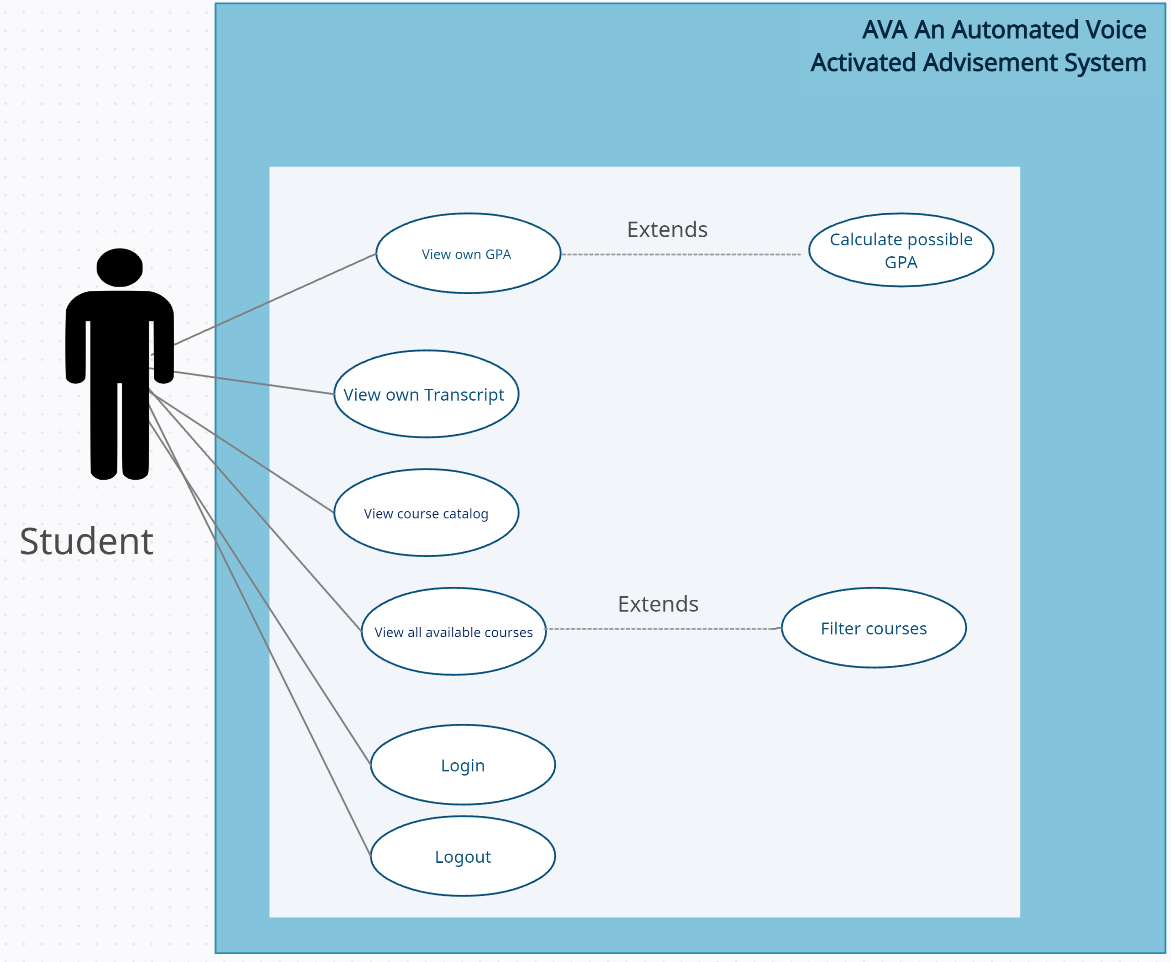 AVA An Automated Voice
Activated Advisement System
View own GPA
Extends
Calculate possible
GPA
View own Transcript
View course catalog
Student
View all available courses
Extends
Filter courses
Login
Logout